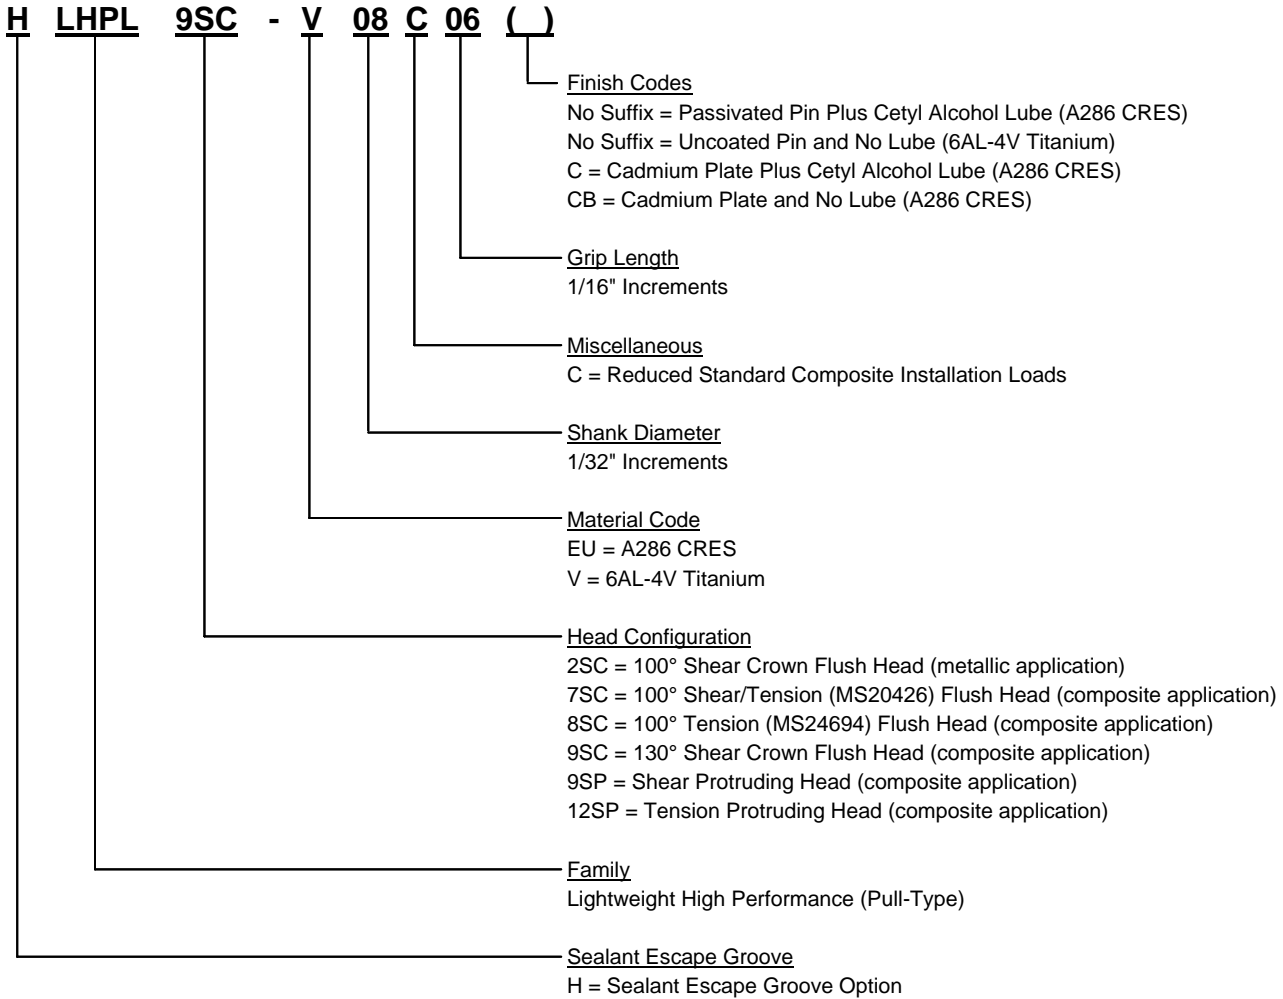 H LHPL 9SC - V 08 C 06 ( )
Finish Codes
No Suffix = Passivated Pin Plus Cetyl Alcohol Lube (A286 CRES)
No Suffix = Uncoated Pin and No Lube (6AL-4V Titanium)
C = Cadmium Plate Plus Cetyl Alcohol Lube (A286 CRES)
CB = Cadmium Plate and No Lube (A286 CRES)
Grip Length
1/16" Increments
Miscellaneous
C = Reduced Standard Composite Installation Loads
Shank Diameter
1/32" Increments
Material Code
EU = A286 CRES
V = 6AL-4V Titanium
Head Configuration
2SC = 100° Shear Crown Flush Head (metallic application)
7SC = 100° Shear/Tension (MS20426) Flush Head (composite application)
8SC = 100° Tension (MS24694) Flush Head (composite application)
9SC = 130° Shear Crown Flush Head (composite application)
9SP = Shear Protruding Head (composite application)
12SP = Tension Protruding Head (composite application)
Family
Lightweight High Performance (Pull-Type)
Sealant Escape Groove
H = Sealant Escape Groove Option